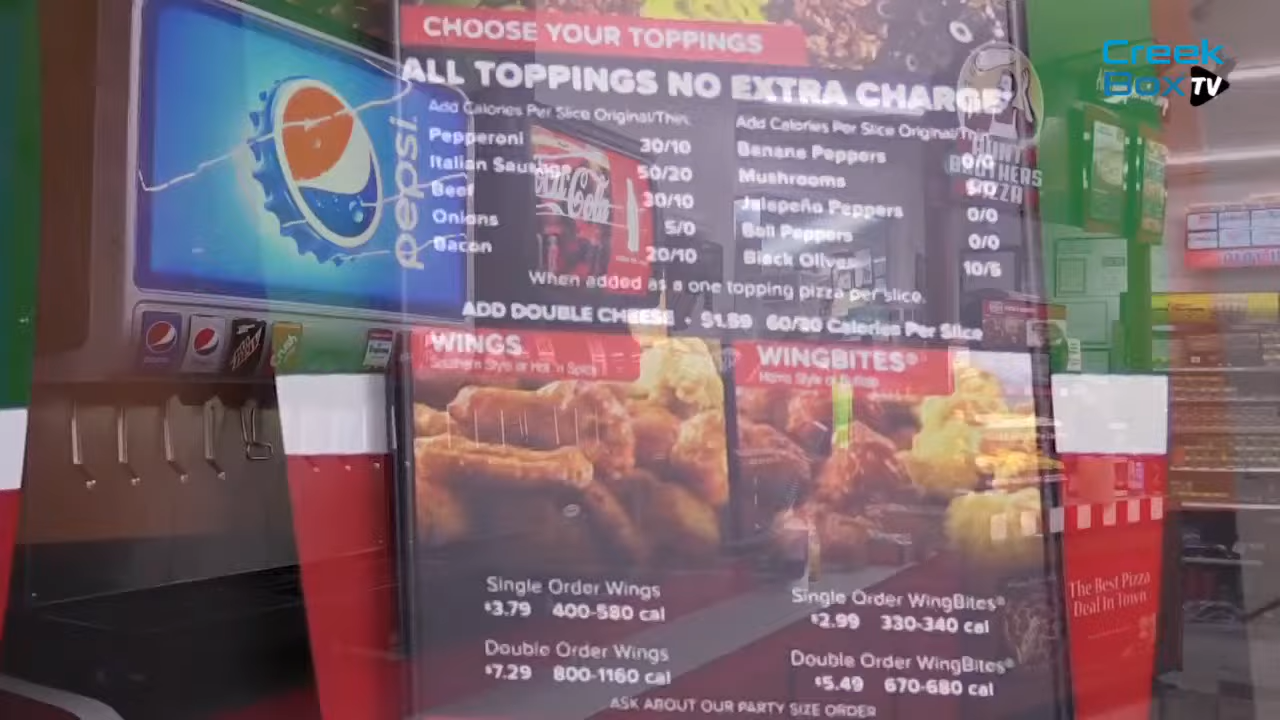 Creek
Box TV
CHOOSE YOUR TOPPINGS
ALL TOPPINGS NO EXTRA CHARGE
Add Calories Per Slice Original/Thin.
Pepperoni 30/10
Italian Sausage 50/20
Beef 30/10
Onions 5/0
Bacon 20/10
Add Calories Per Slice Original/Thin
Banana Peppers 0/0
Mushrooms 5/0
Jalapeño Peppers 0/0
Bell Peppers 0/0
Black Olives 10/5
When added as a one topping pizza per slice.
ADD DOUBLE CHEESE • $1.59 60/20 Calories Per Slice
HUNT
BROTHERS
PIZZA
pepsi
Coca-Cola
Crush
WINGS
Southern Style or Hot 'n Spicy
Single Order Wings
$3.79 400-580 cal
Double Order Wings
$7.29 800-1160 cal
WINGBITES®
Home Style or Buffalo
Single Order WingBites®
$2.99 330-340 cal
Double Order WingBites®
$5.49 670-680 cal
ASK ABOUT OUR PARTY SIZE ORDER
The Best Pizza
Deal In Town